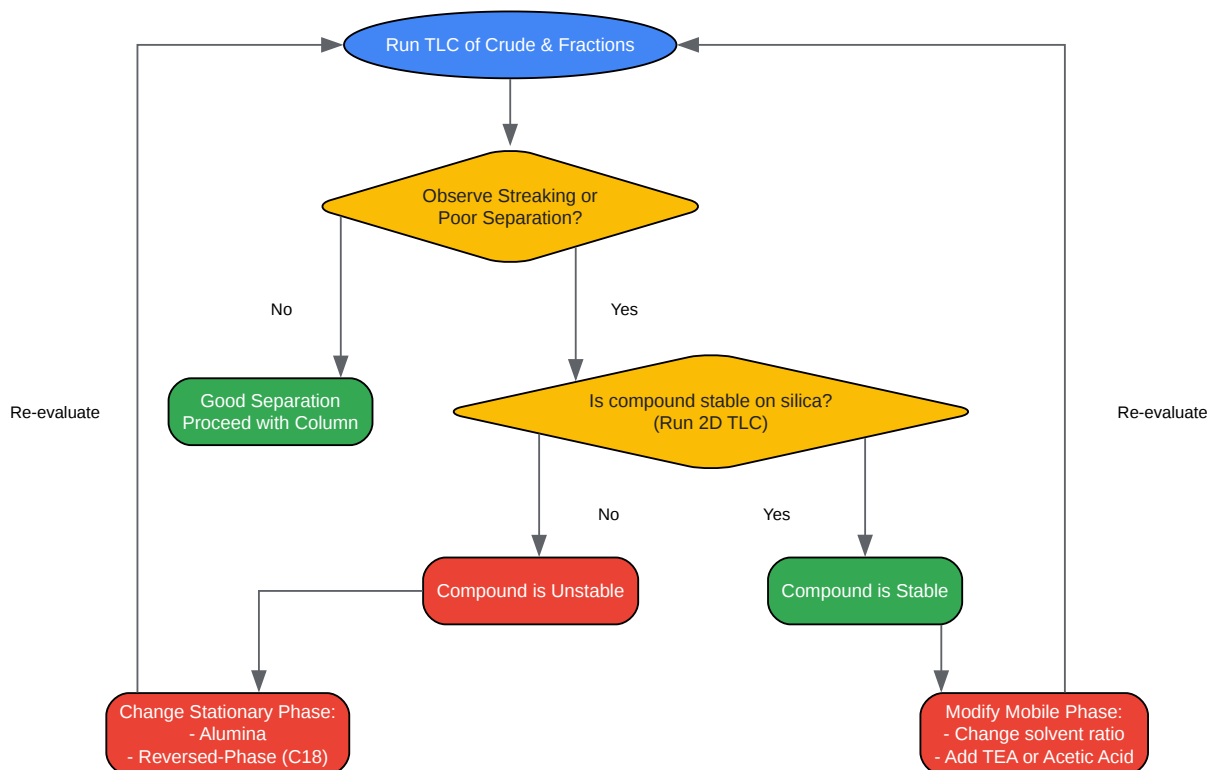 Run TLC of Crude & Fractions
Observe Streaking or
Poor Separation?
No
Yes
Good Separation
Proceed with Column
Is compound stable on silica?
(Run 2D TLC)
Re-evaluate
Re-evaluate
No
Yes
Compound is Unstable
Compound is Stable
Change Stationary Phase:
- Alumina
- Reversed-Phase (C18)
Modify Mobile Phase:
- Change solvent ratio
- Add TEA or Acetic Acid